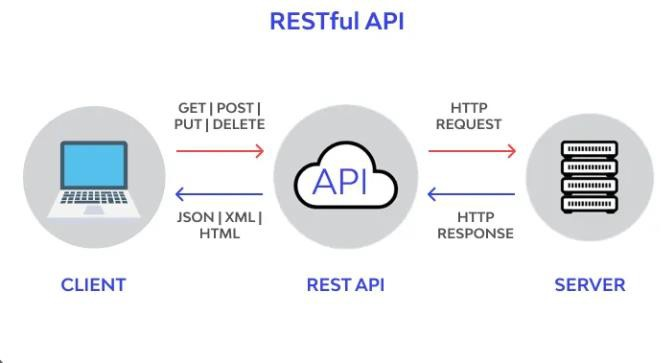 RESTful API
GET | POST |
PUT | DELETE
HTTP
REQUEST
API
JSON | XML |
HTML
HTTP
RESPONSE
CLIENT
REST API
SERVER